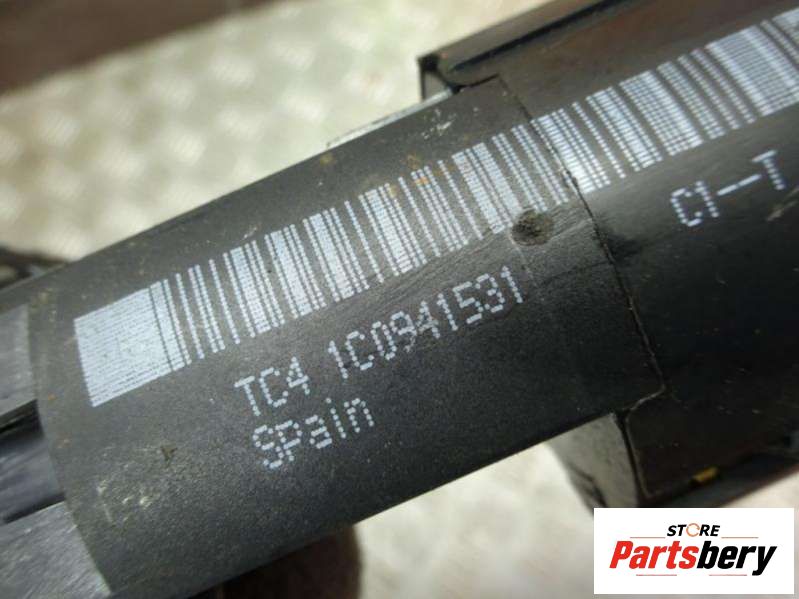 C1--T
TC4 1C0941531
SPain
STORE
Partsbery